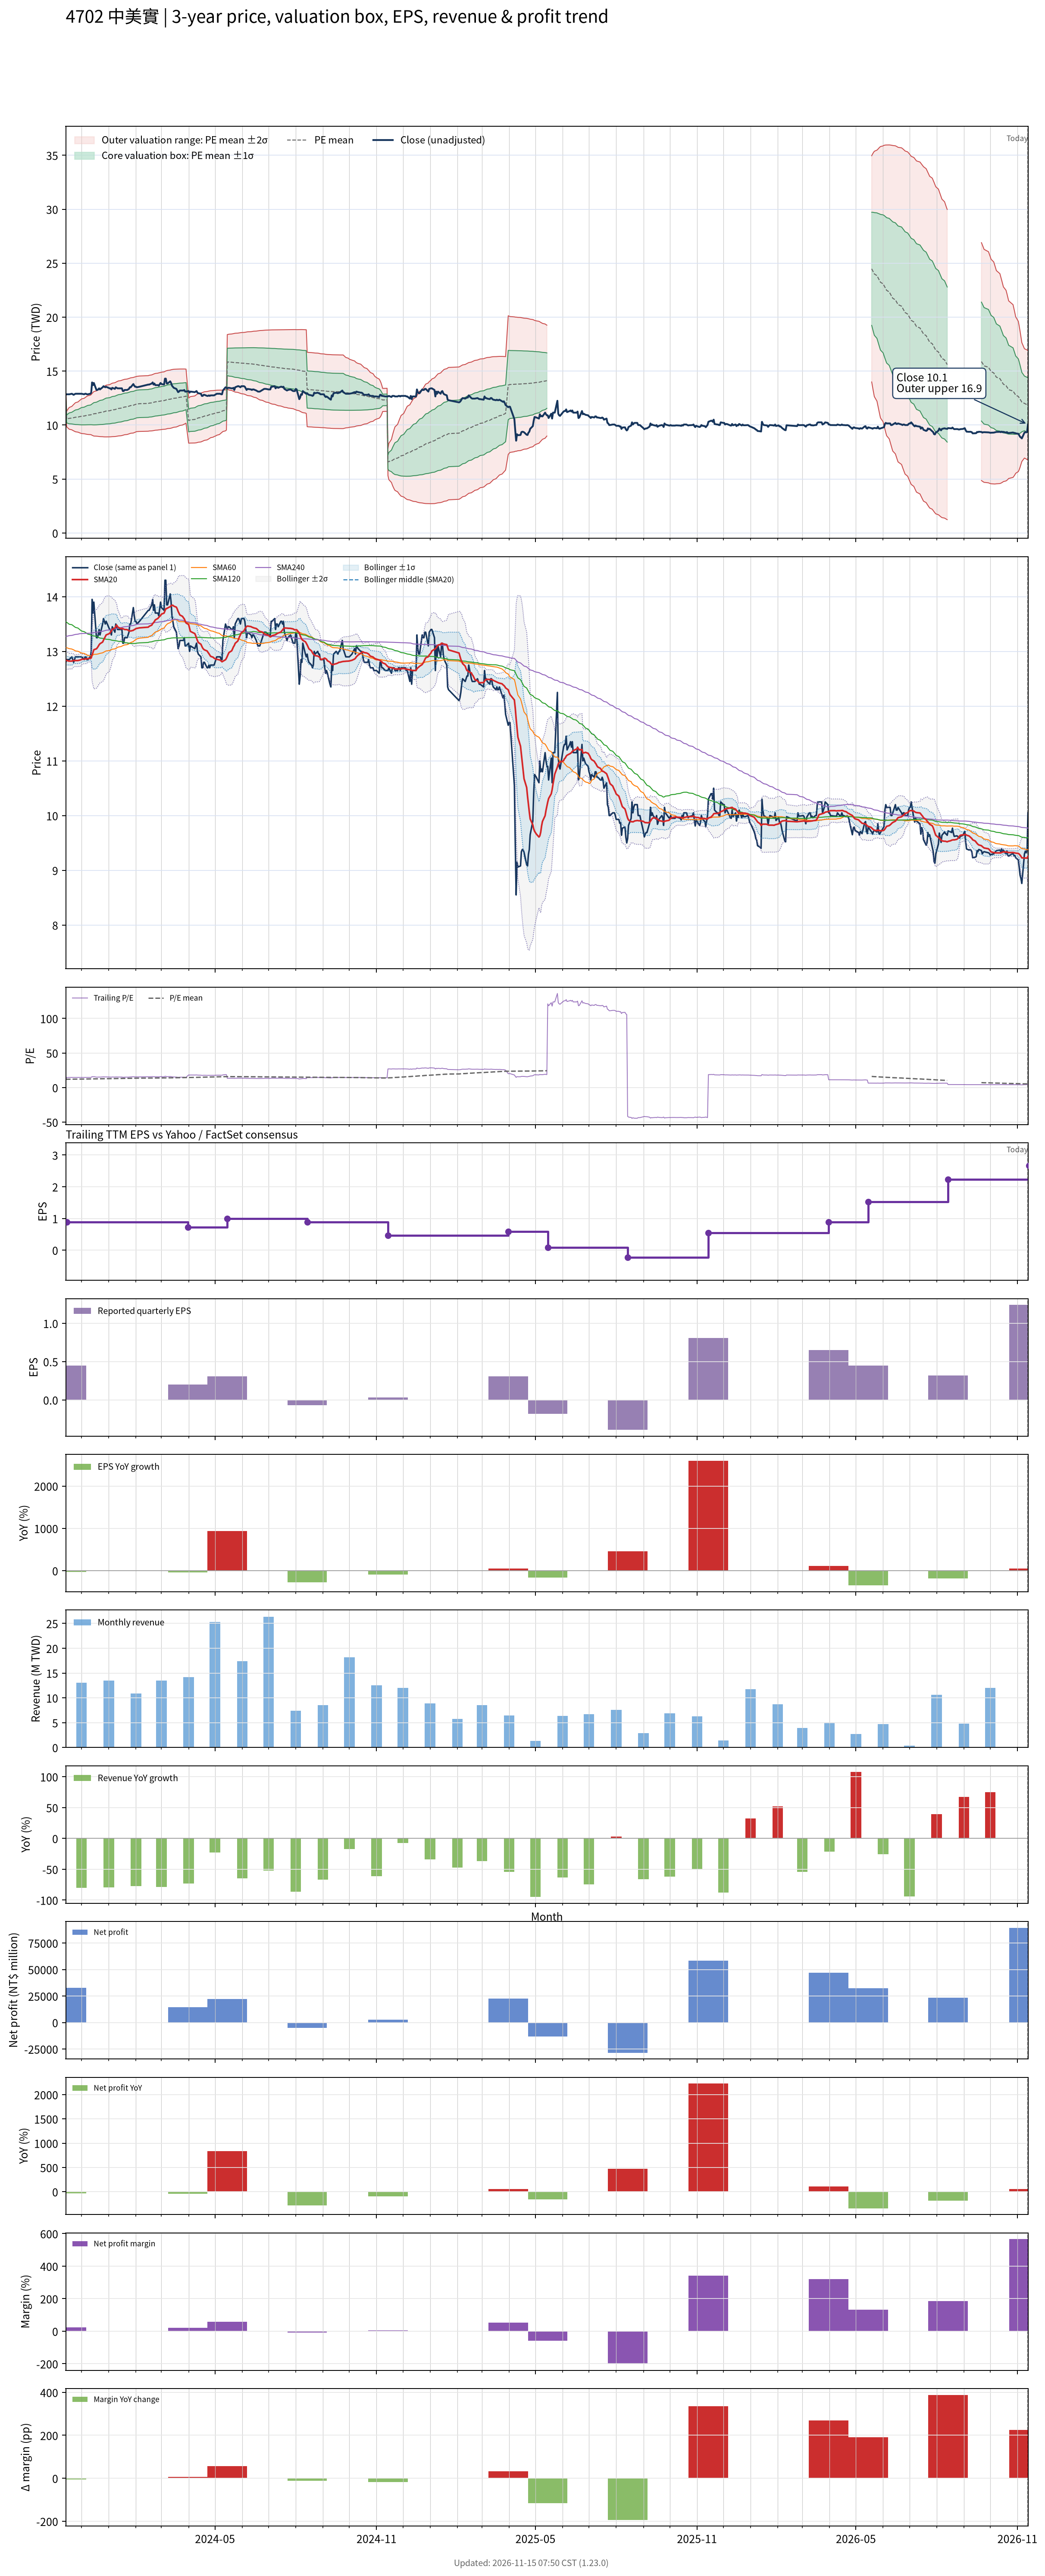 4702 中美實 | 3-year price, valuation box, EPS, revenue & profit trend
Outer valuation range: PE mean ±2σ
PE mean
Close (unadjusted)
Core valuation box: PE mean ±1σ
Today
Price (TWD)
35
30
25
20
15
10
5
0
Close 10.1
Outer upper 16.9
Close (same as panel 1)
SMA20
SMA60
SMA120
SMA240
Bollinger ±2σ
Bollinger ±1σ
Bollinger middle (SMA20)
Price
14
13
12
11
10
9
8
Trailing P/E
P/E mean
P/E
100
50
0
-50
Trailing TTM EPS vs Yahoo / FactSet consensus
Today
EPS
3
2
1
0
Reported quarterly EPS
EPS
1.0
0.5
0.0
EPS YoY growth
YoY (%)
2000
1000
0
Monthly revenue
Revenue (M TWD)
25
20
15
10
5
0
Revenue YoY growth
YoY (%)
100
50
0
-50
-100
Month
Net profit
Net profit (NT$ million)
75000
50000
25000
0
-25000
Net profit YoY
YoY (%)
2000
1500
1000
500
0
Net profit margin
Margin (%)
600
400
200
0
-200
Margin YoY change
Δ margin (pp)
400
200
0
-200
2024-05
2024-11
2025-05
2025-11
2026-05
2026-11
Updated: 2026-11-15 07:50 CST (1.23.0)